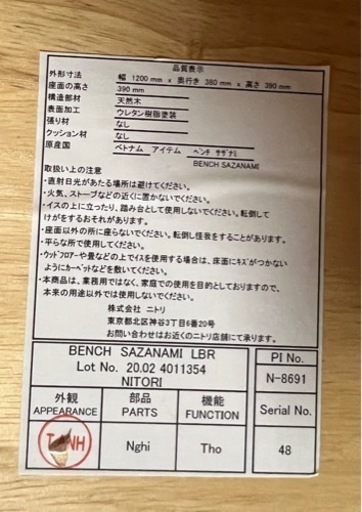 品質表示
外形寸法 幅 1200 mm x 奥行き 380 mm x 高さ 390 mm
座面の高さ 390 mm
構造部材 天然木
表面加工 ウレタン樹脂塗装
張り材 なし
クッション材 なし
原産国 ベトナム アイテム ベンチ サザナミ
BENCH SAZANAMI
取扱い上の注意
・直射日光があたる場所は避けてください。
・火気、ストーブなどの近くに置かないでください。
・イスの上に立ったり、踏み台として使用しないでください。転倒して
けがをするおそれがあります。
・座面以外の所に座らないでください。転倒し怪我をすることがあります。
・平らな所で使用してください。
・ウッドフロアーや畳などの上でイスを使用する場合は、床面にキズがつかない
ようにカーペットなどを敷いてください。
・本商品は、業務用ではなく、家庭での使用を目的としておりますので、
本来の用途以外では使用しないでください。
株式会社 ニトリ
東京都北区神谷3丁目6番20号
お問い合わせはお近くのニトリ店舗にて承ります。
BENCH SAZANAMI LBR
Lot No. 20.02 4011354
NITORI
PI No.
N-8691
外観
APPEARANCE
部品
PARTS
機能
FUNCTION
Serial No.
Nghi
Tho
48